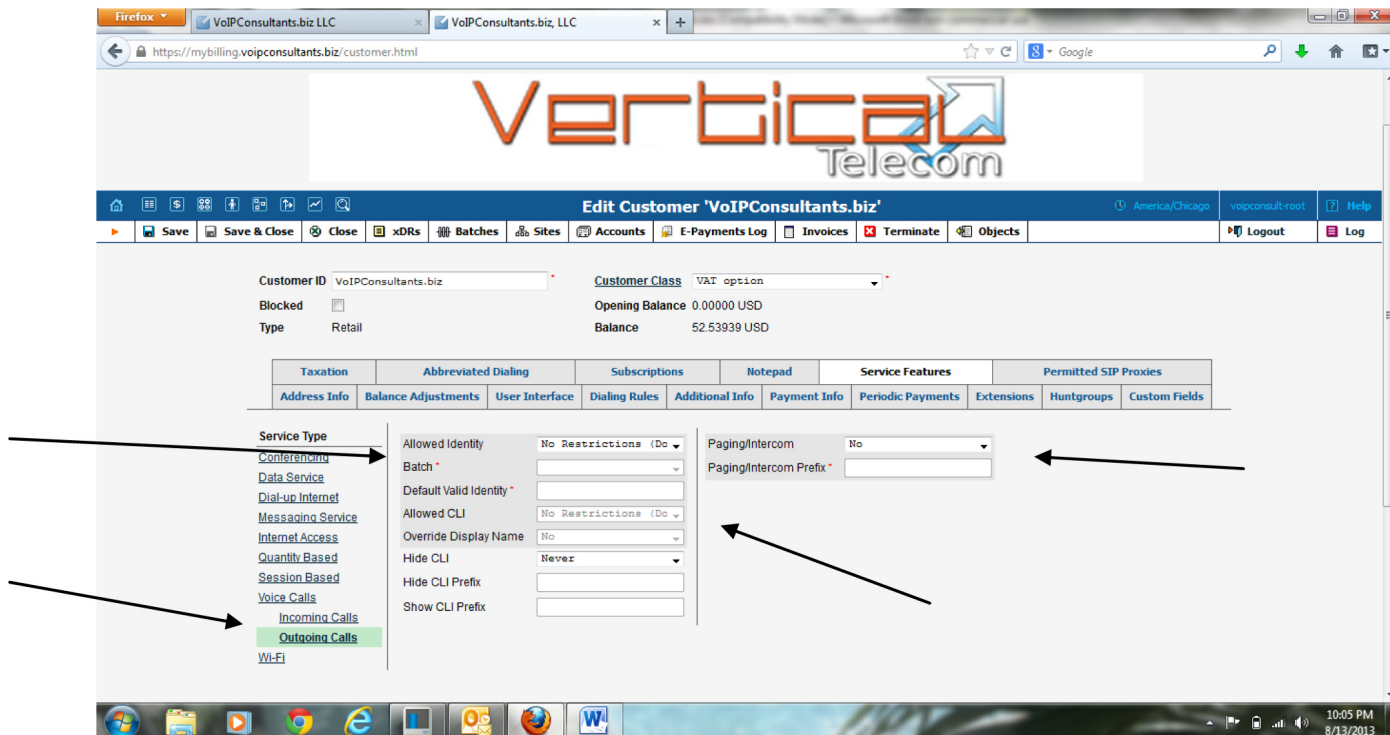 Firefox
VoIPConsultants.biz LLC
VoIPConsultants.biz, LLC
https://mybilling.voipconsultants.biz/customer.html
Google
Vertical
Telecom
Edit Customer 'VoIPConsultants.biz'
America/Chicago
voipconsult-root
Help
Save
Save & Close
Close
xDRs
Batches
Sites
Accounts
E-Payments Log
Invoices
Terminate
Objects
Logout
Log
Customer ID VoIPConsultants.biz *
Customer Class VAT option *
Blocked
Opening Balance 0.00000 USD
Type Retail
Balance 52.53939 USD
Taxation
Abbreviated Dialing
Subscriptions
Notepad
Service Features
Permitted SIP Proxies
Address Info
Balance Adjustments
User Interface
Dialing Rules
Additional Info
Payment Info
Periodic Payments
Extensions
Huntgroups
Custom Fields
Service Type
Conferencing
Data Service
Dial-up Internet
Messaging Service
Internet Access
Quantity Based
Session Based
Voice Calls
Incoming Calls
Outgoing Calls
Wi-Fi
Allowed Identity No Restrictions (Do
Batch *
Default Valid Identity *
Allowed CLI No Restrictions (Do
Override Display Name No
Hide CLI Never
Hide CLI Prefix
Show CLI Prefix
Paging/Intercom No
Paging/Intercom Prefix *
10:05 PM
8/13/2013